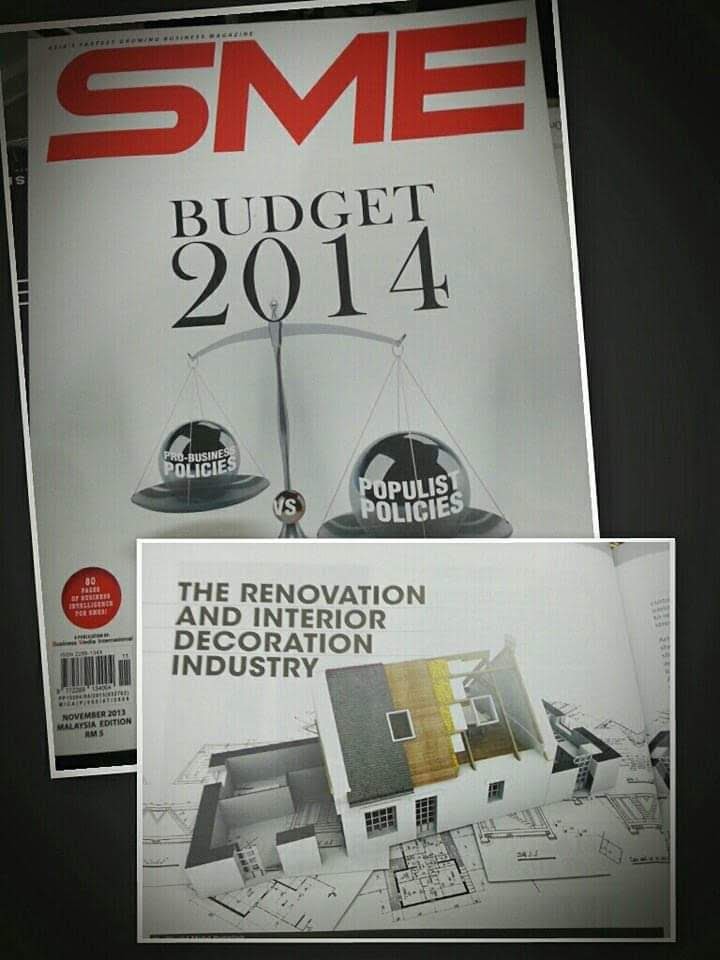 ASIA'S FASTEST GROWING BUSINESS MAGAZINE
SME
BUDGET
2014
PRO-BUSINESS
POLICIES
VS
POPULIST
POLICIES
80
PAGES
OF BUSINESS
INTELLIGENCE
FOR SMES!
A PUBLICATION BY:
Business Media International
NOVEMBER 2013
MALAYSIA EDITION
RM 5
THE RENOVATION
AND INTERIOR
DECORATION
INDUSTRY